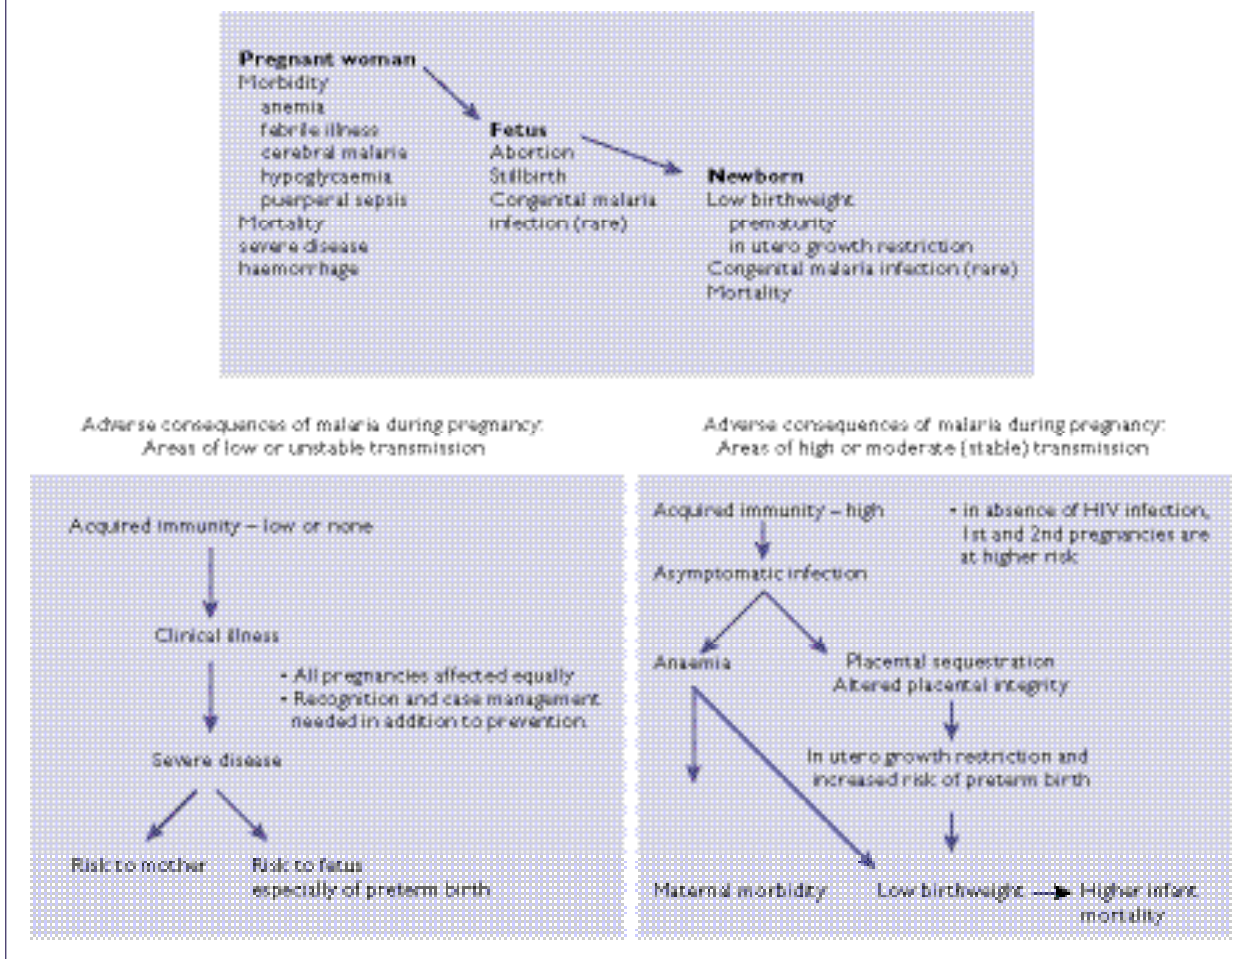 Pregnant woman
Morbidity
anemia
febrile illness
cerebral malaria
hypoglycaemia
puerperal sepsis
Mortality
severe disease
haemorrhage
Fetus
Abortion
Stillbirth
Congenital malaria
infection (rare)
Newborn
Low birthweight
prematurity
in utero growth restriction
Congenital malaria infection (rare)
Mortality
Adverse consequences of malaria during pregnancy:
Areas of low or unstable transmission
Acquired immunity – low or none
Clinical illness
• All pregnancies affected equally
• Recognition and case management
needed in addition to prevention
Severe disease
Risk to mother
Risk to fetus
especially of preterm birth
Adverse consequences of malaria during pregnancy:
Areas of high or moderate (stable) transmission
Acquired immunity – high
• in absence of HIV infection,
1st and 2nd pregnancies are
at higher risk
Asymptomatic infection
Anaemia
Placental sequestration
Altered placental integrity
In utero growth restriction and
increased risk of preterm birth
Maternal morbidity
Low birthweight
Higher infant
mortality